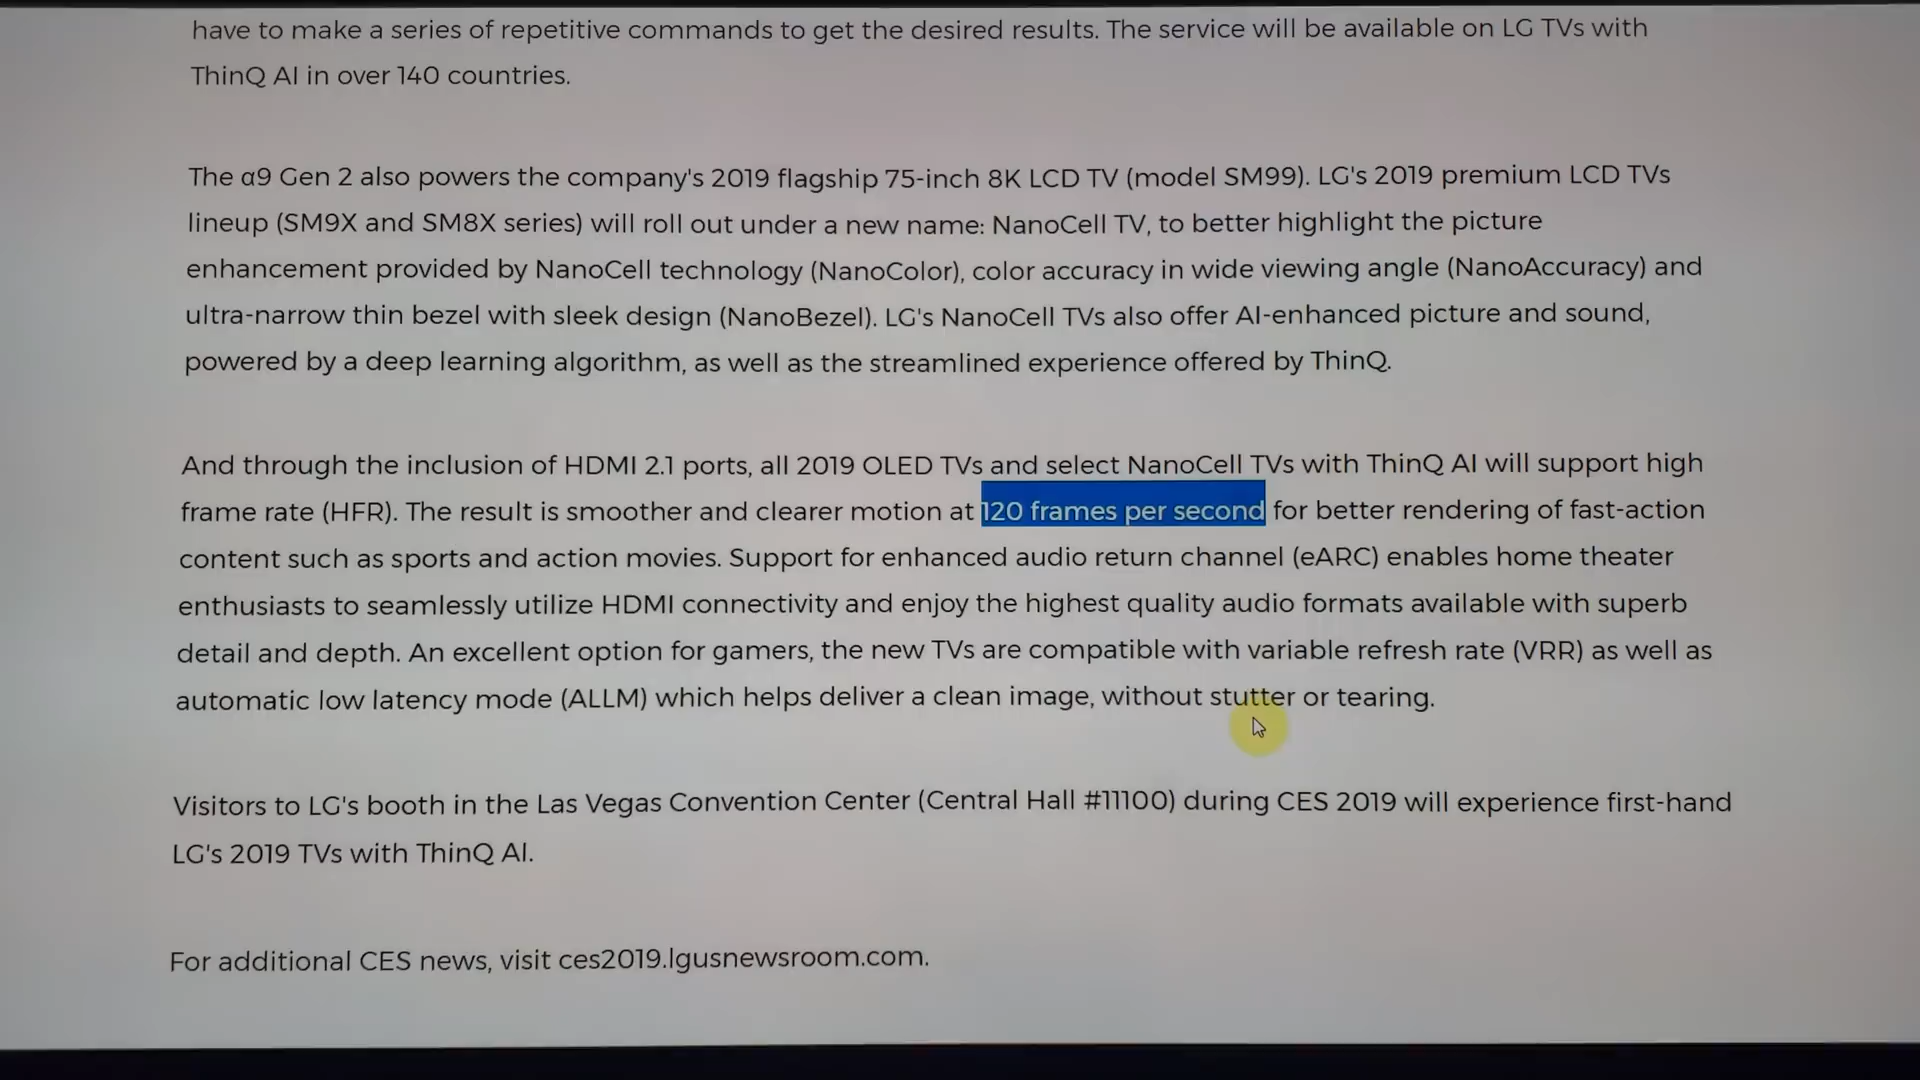 have to make a series of repetitive commands to get the desired results. The service will be available on LG TVs with
ThinQ AI in over 140 countries.
The α9 Gen 2 also powers the company's 2019 flagship 75-inch 8K LCD TV (model SM99). LG's 2019 premium LCD TVs
lineup (SM9X and SM8X series) will roll out under a new name: NanoCell TV, to better highlight the picture
enhancement provided by NanoCell technology (NanoColor), color accuracy in wide viewing angle (NanoAccuracy) and
ultra-narrow thin bezel with sleek design (NanoBezel). LG's NanoCell TVs also offer AI-enhanced picture and sound,
powered by a deep learning algorithm, as well as the streamlined experience offered by ThinQ.
And through the inclusion of HDMI 2.1 ports, all 2019 OLED TVs and select NanoCell TVs with ThinQ AI will support high
frame rate (HFR). The result is smoother and clearer motion at 120 frames per second for better rendering of fast-action
content such as sports and action movies. Support for enhanced audio return channel (eARC) enables home theater
enthusiasts to seamlessly utilize HDMI connectivity and enjoy the highest quality audio formats available with superb
detail and depth. An excellent option for gamers, the new TVs are compatible with variable refresh rate (VRR) as well as
automatic low latency mode (ALLM) which helps deliver a clean image, without stutter or tearing.
Visitors to LG's booth in the Las Vegas Convention Center (Central Hall #11100) during CES 2019 will experience first-hand
LG's 2019 TVs with ThinQ AI.
For additional CES news, visit ces2019.lgusnewsroom.com.